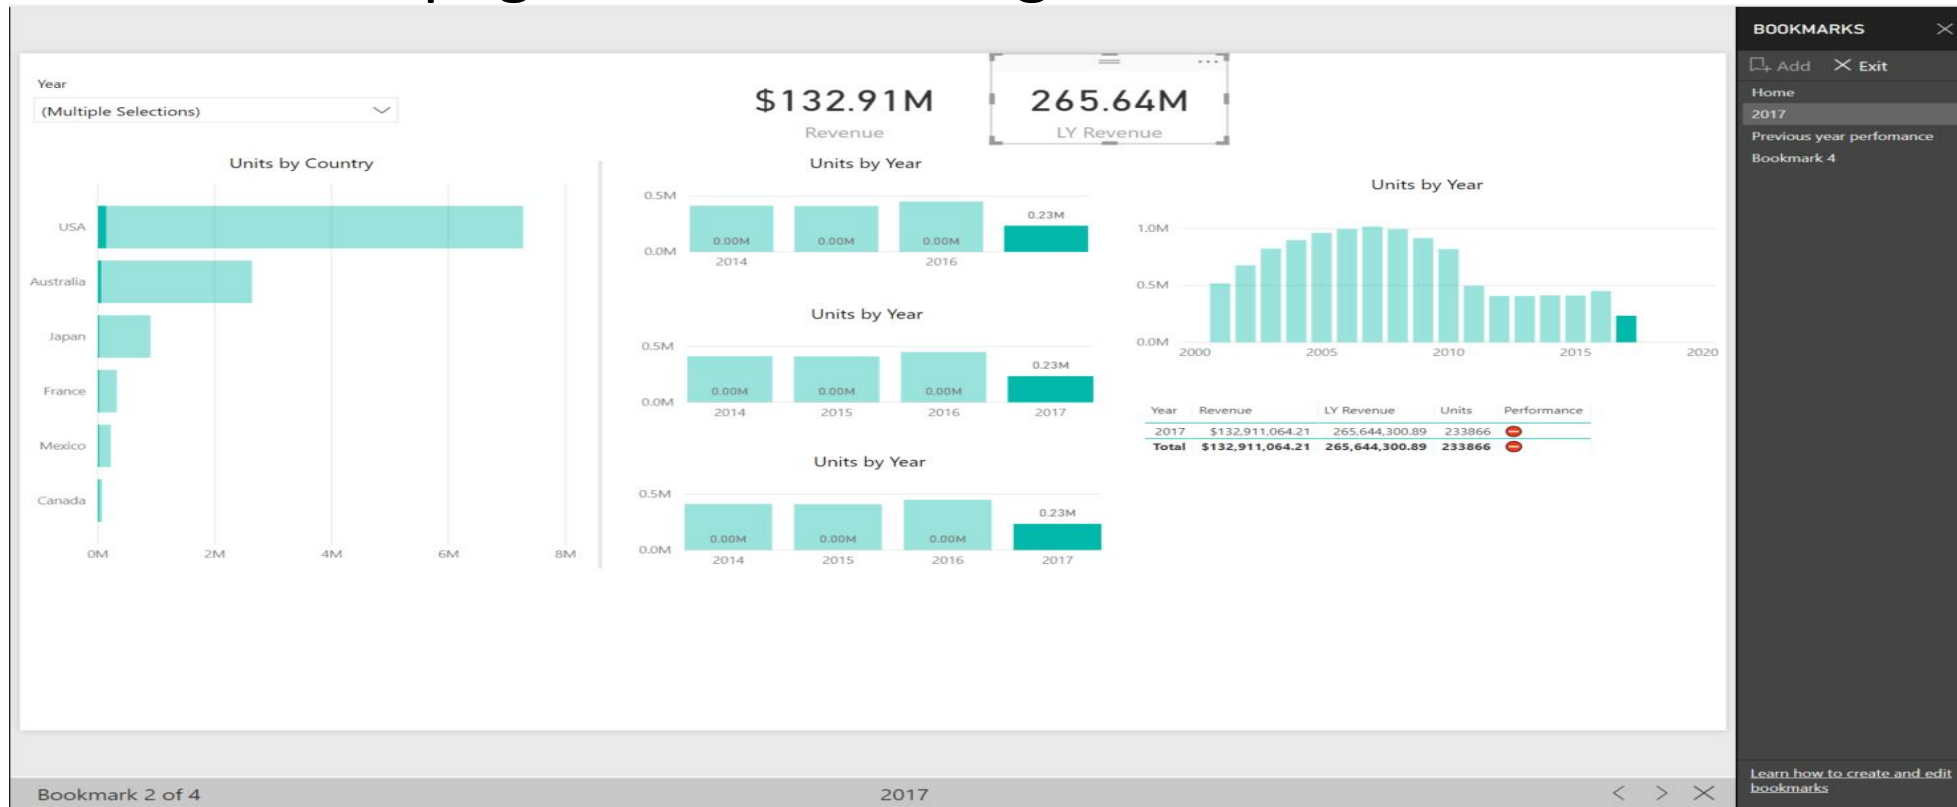 Year
(Multiple Selections)
$132.91M
Revenue
265.64M
LY Revenue
Units by Country
USA
Australia
Japan
France
Mexico
Canada
0M 2M 4M 6M 8M
Units by Year
0.5M
0.23M
0.00M 0.00M 0.00M
0.0M
2014 2016
Units by Year
0.5M
0.23M
0.00M 0.00M 0.00M
0.0M
2014 2015 2016 2017
Units by Year
0.5M
0.23M
0.00M 0.00M 0.00M
0.0M
2014 2015 2016 2017
Units by Year
1.0M
0.5M
0.0M
2000 2005 2010 2015 2020
Year Revenue LY Revenue Units Performance
2017 $132,911,064.21 265,644,300.89 233866
Total $132,911,064.21 265,644,300.89 233866
BOOKMARKS
Add Exit
Home
2017
Previous year perfomance
Bookmark 4
Learn how to create and edit
bookmarks
Bookmark 2 of 4 2017